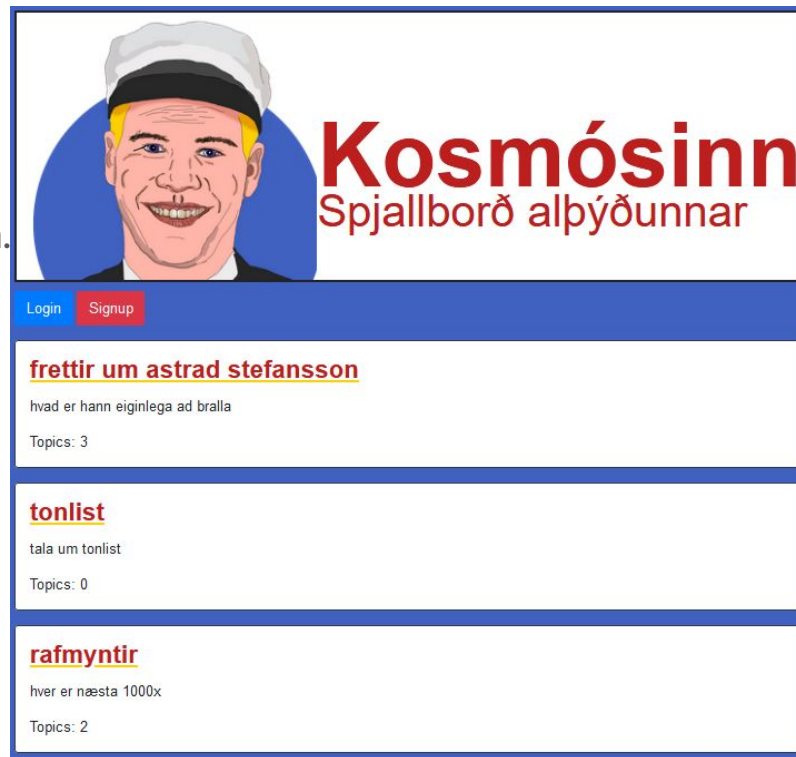 Kosmósinn
Spjallborð alþýðunnar
Login
Signup
frettir um astrad stefansson
hvad er hann eiginlega ad bralla
Topics: 3
tonlist
tala um tonlist
Topics: 0
rafmyntir
hver er næsta 1000x
Topics: 2